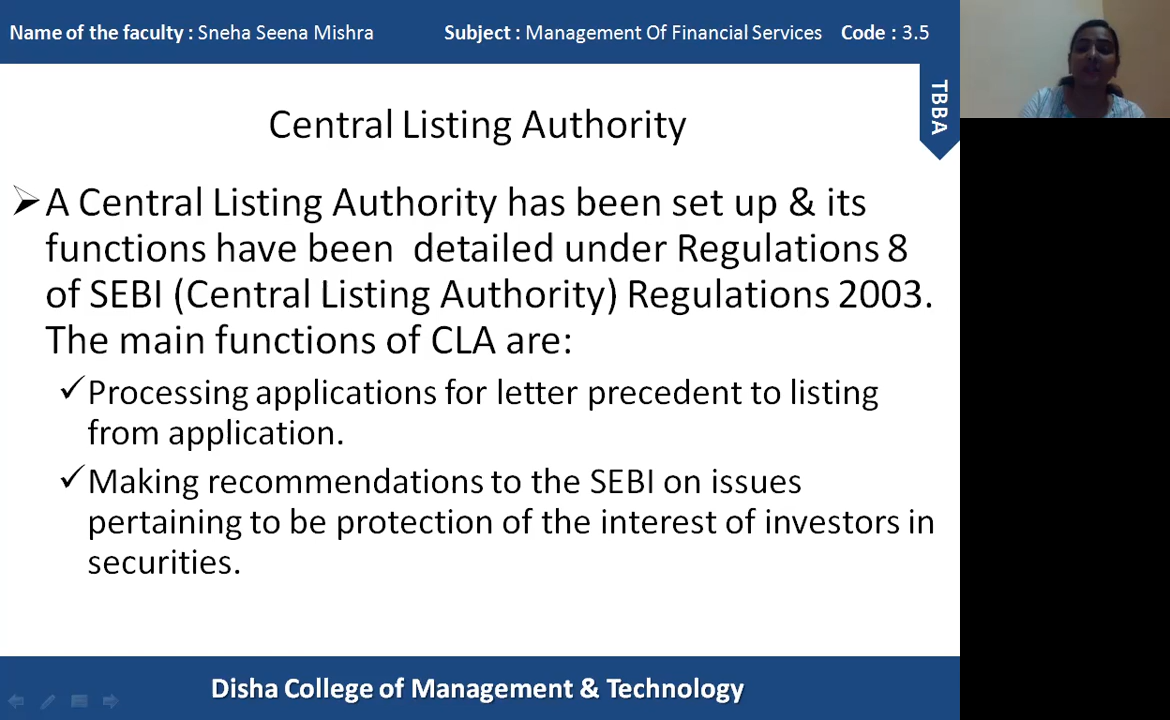 Name of the faculty : Sneha Seena Mishra Subject : Management Of Financial Services Code : 3.5
TBBA
Central Listing Authority
A Central Listing Authority has been set up & its
functions have been detailed under Regulations 8
of SEBI (Central Listing Authority) Regulations 2003.
The main functions of CLA are:
Processing applications for letter precedent to listing
from application.
Making recommendations to the SEBI on issues
pertaining to be protection of the interest of investors in
securities.
Disha College of Management & Technology